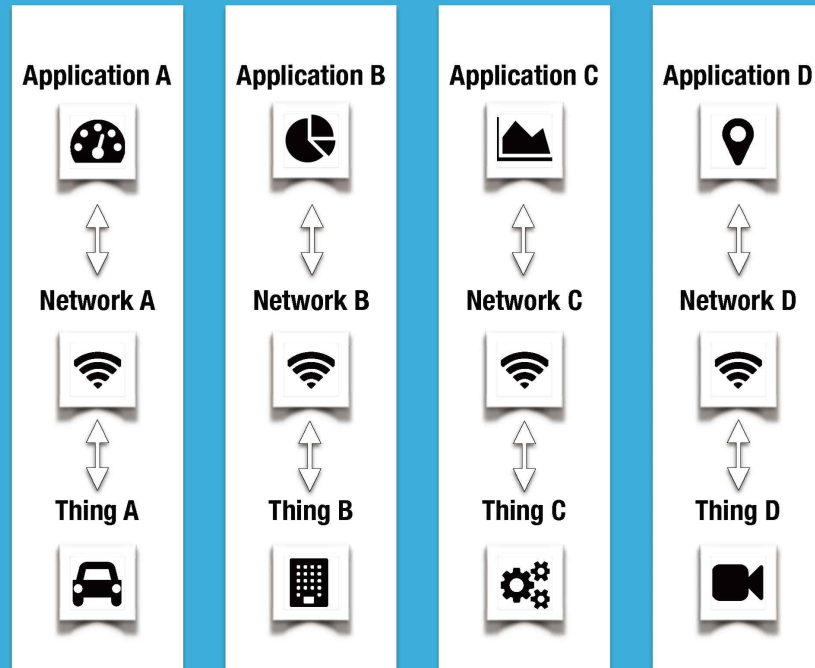 Application A
Application B
Application C
Application D
Network A
Network B
Network C
Network D
Thing A
Thing B
Thing C
Thing D